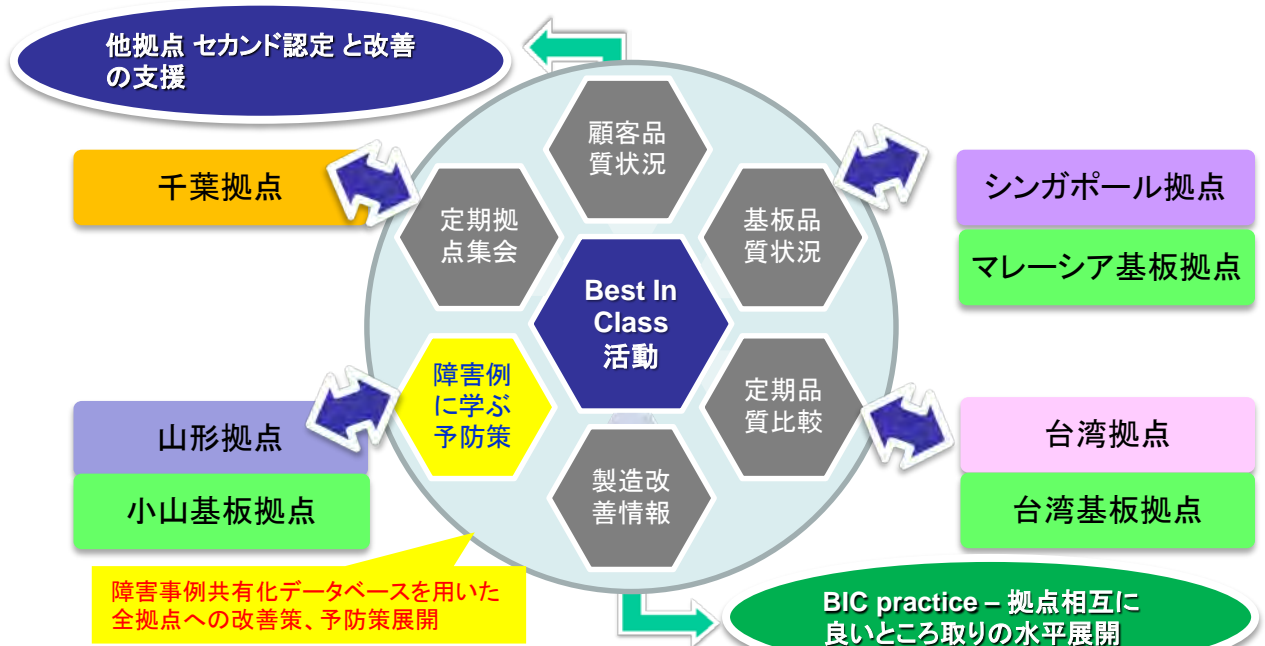 他拠点 セカンド認定 と改善
の支援
顧客品
質状況
千葉拠点
定期拠
点集会
基板品
質状況
シンガポール拠点
マレーシア基板拠点
Best In
Class
活動
障害例
に学ぶ
予防策
定期品
質比較
山形拠点
小山基板拠点
台湾拠点
台湾基板拠点
製造改
善情報
障害事例共有化データベースを用いた
全拠点への改善策、予防策展開
BIC practice – 拠点相互に
良いところ取りの水平展開